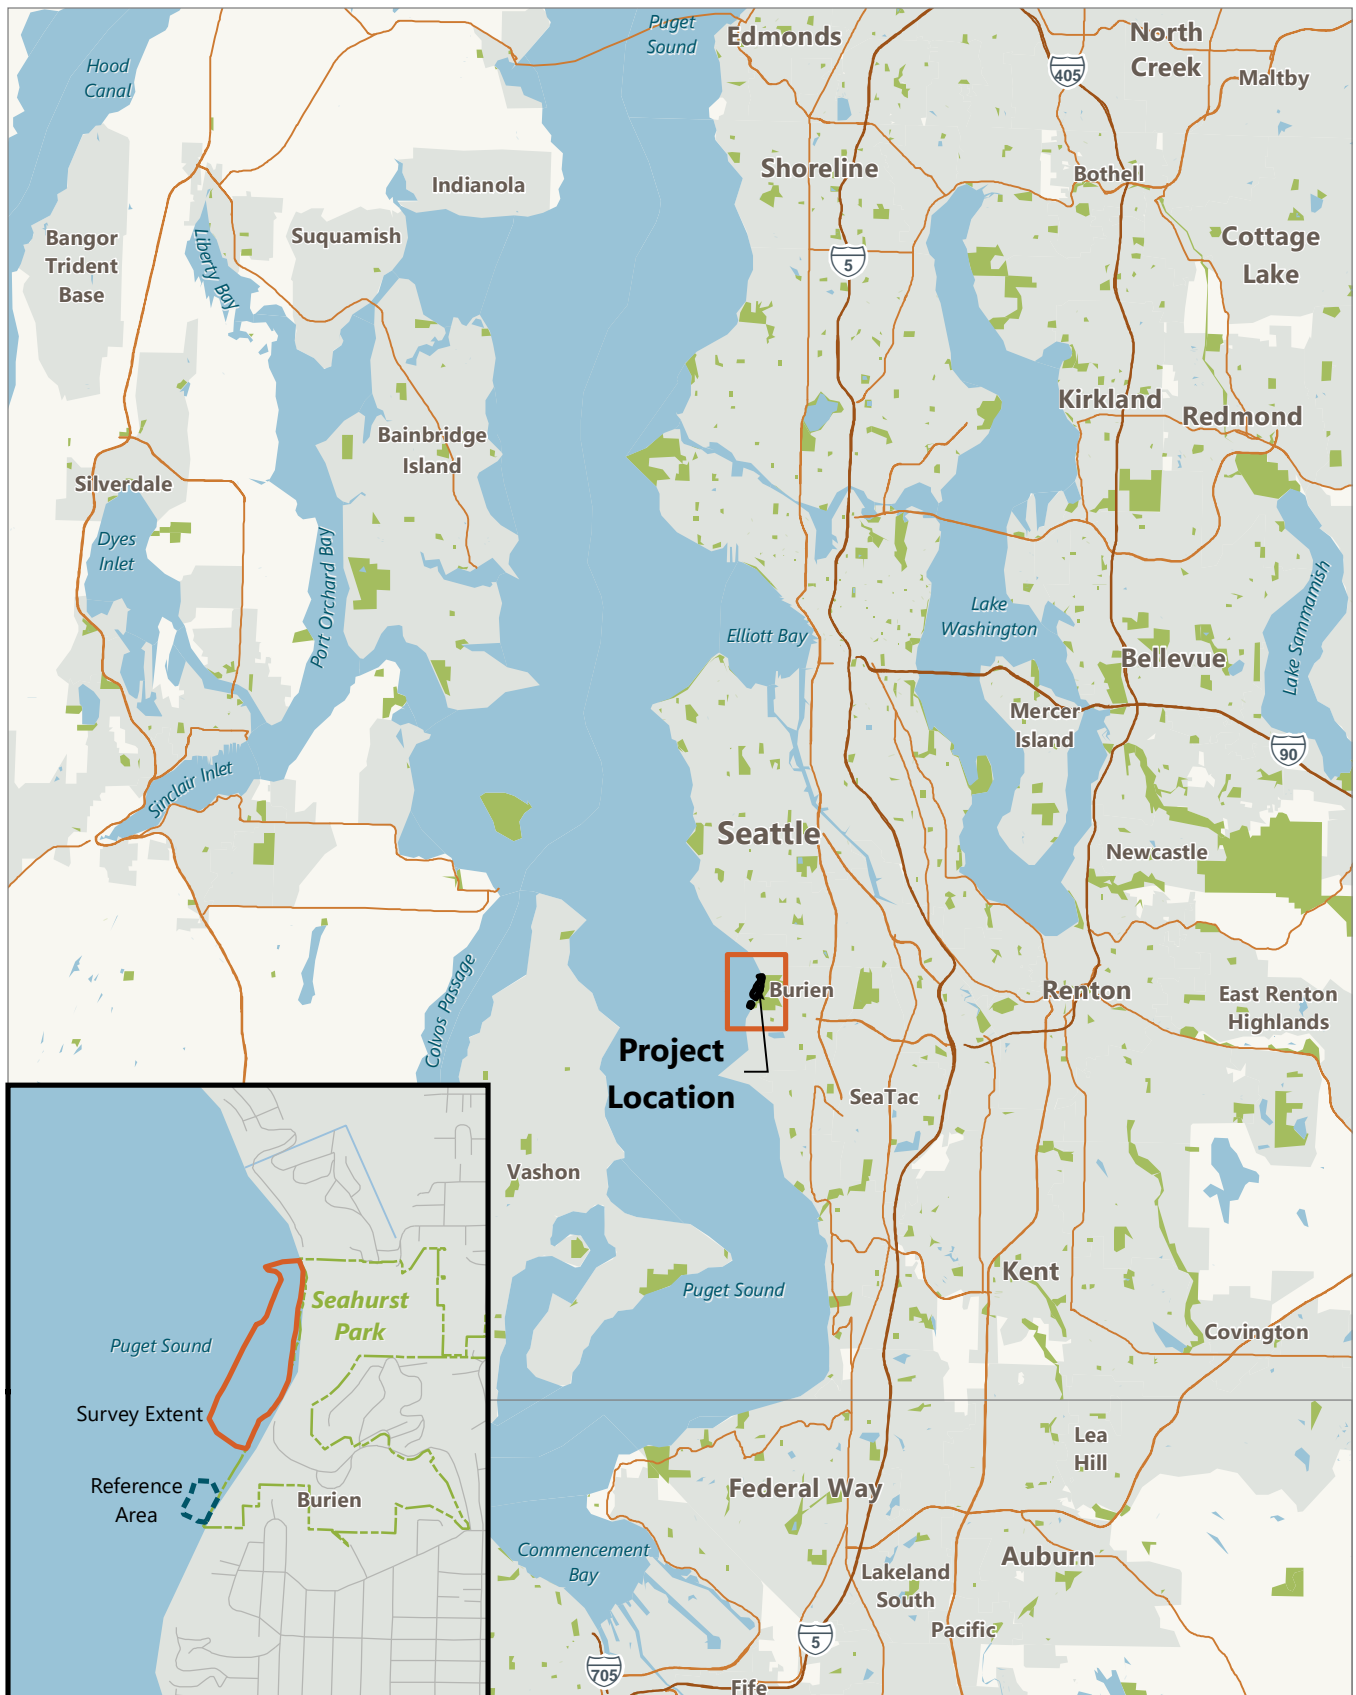 Puget
Sound
Edmonds
North
Creek
Hood
Canal
405
Maltby
Shoreline
Bothell
Indianola
Bangor
Trident
Base
Suquamish
Liberty Bay
Cottage
Lake
5
Kirkland
Redmond
Bainbridge
Island
Silverdale
Dyes
Inlet
Port Orchard Bay
Lake
Washington
Elliott Bay
Lake Sammamish
Bellevue
Mercer
Island
90
Sinclair Inlet
Seattle
Newcastle
Colvos Passage
Burien
Renton
East Renton
Highlands
Project
Location
SeaTac
Vashon
Kent
Puget Sound
Covington
Seahurst
Park
Puget Sound
Survey Extent
Reference
Area
Burien
Lea
Hill
Federal Way
Commencement
Bay
Auburn
Lakeland
South
Pacific
5
705
Fife